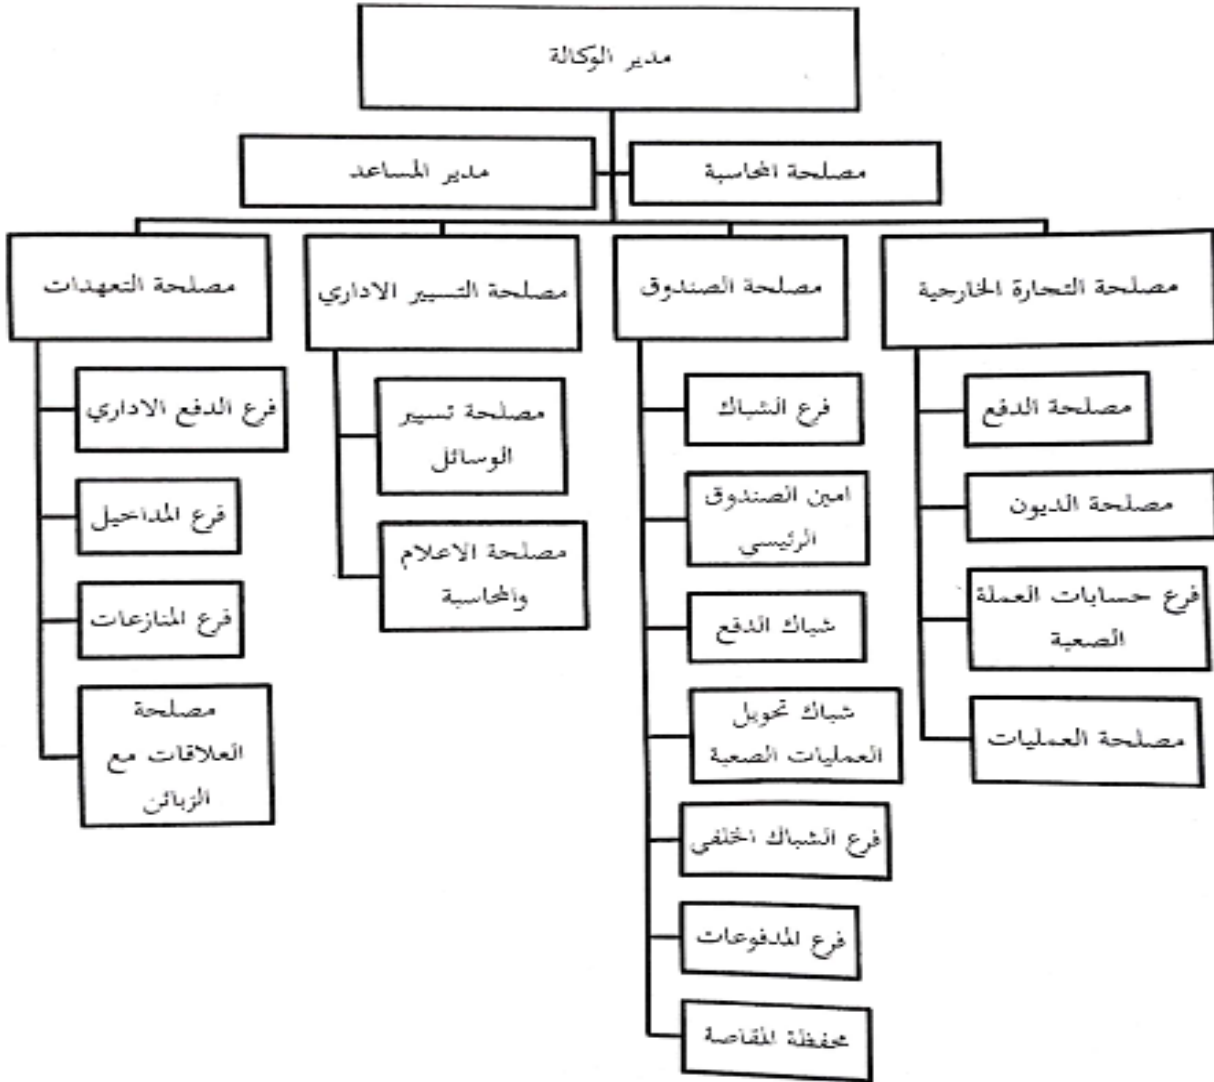 مدير الوكالة
مصلحة المحاسبة
مدير المساعد
مصلحة التجارة الخارجية
مصلحة الصندوق
مصلحة التسيير الاداري
مصلحة التعهدات
مصلحة الدفع
مصلحة الديون
فرع حسابات العملة
الصعبة
مصلحة العمليات
فرع الشباك
امين الصندوق
الرئيسي
شباك الدفع
شباك تحويل
العمليات الصعبة
فرع الشباك الخلفي
فرع المدفوعات
محفظة المقاصة
مصلحة تسيير
الوسائل
مصلحة الاعلام
والمحاسبة
فرع الدفع الاداري
فرع المداخيل
فرع المنازعات
مصلحة
العلاقات مع
الزبائن